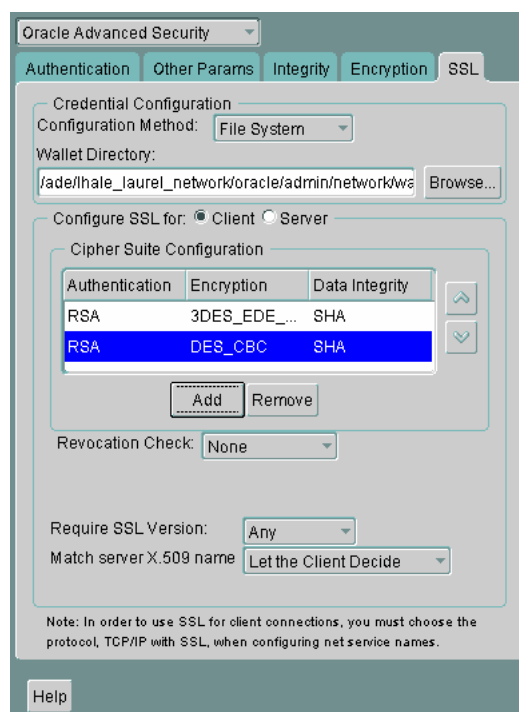 Oracle Advanced Security
Authentication Other Params Integrity Encryption SSL
Credential Configuration
Configuration Method: File System
Wallet Directory:
/ade/lhale_laurel_network/oracle/admin/network/wa Browse...
Configure SSL for: Client Server
Cipher Suite Configuration
Authentication Encryption Data Integrity
RSA 3DES_EDE_... SHA
RSA DES_CBC SHA
Add Remove
Revocation Check: None
Require SSL Version: Any
Match server X.509 name Let the Client Decide
Note: In order to use SSL for client connections, you must choose the
protocol, TCP/IP with SSL, when configuring net service names.
Help